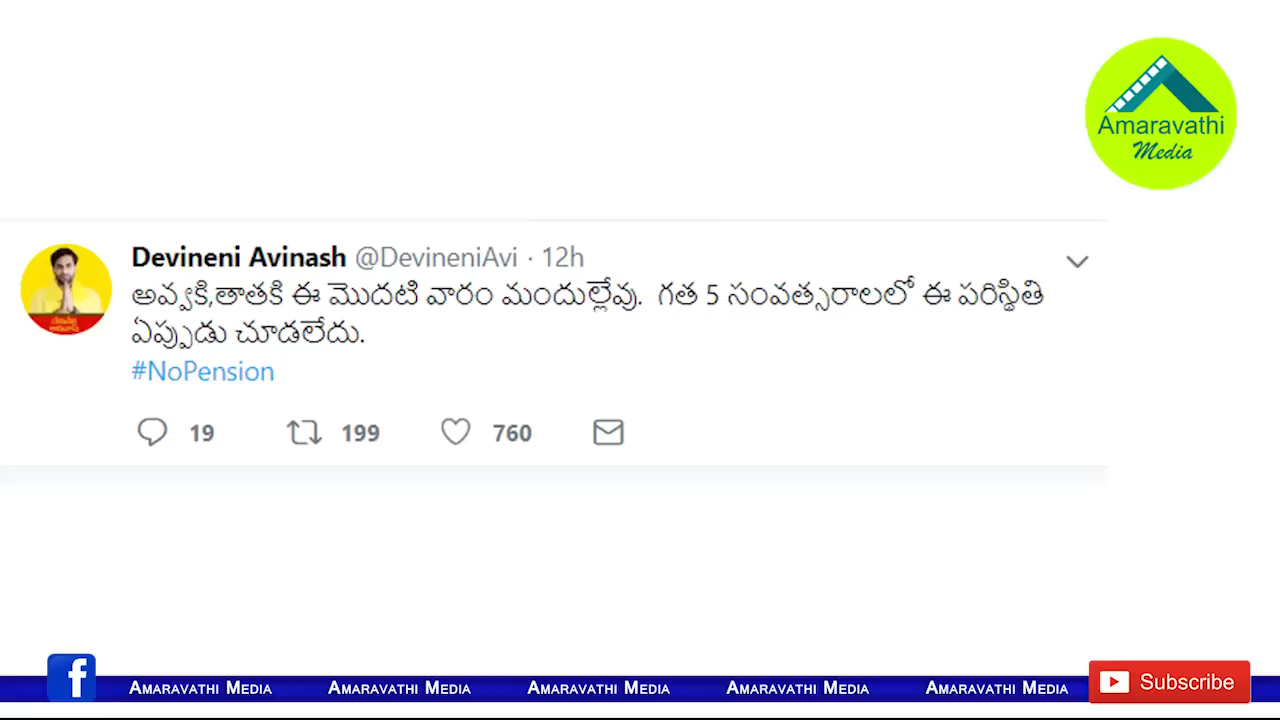 Amaravathi
Media
Devineni Avinash @DevineniAvi · 12h
అవ్వకి,తాతకి ఈ మొదటి వారం మందుల్లేవు. గత 5 సంవత్సరాలలో ఈ పరిస్థితి
ఏప్పుడు చూడలేదు.
#NoPension
19 199 760
f Amaravathi Media Amaravathi Media Amaravathi Media Amaravathi Media Amaravathi Media Subscribe